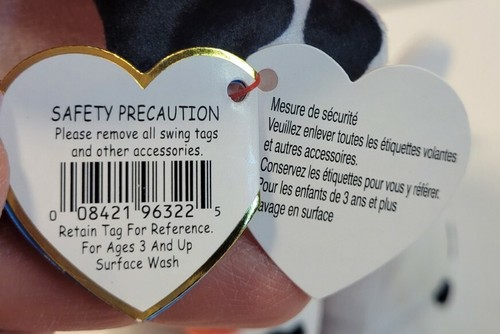 SAFETY PRECAUTION
Please remove all swing tags
and other accessories.
0 08421 96322 5
Retain Tag For Reference.
For Ages 3 And Up
Surface Wash
Mesure de sécurité
Veuillez enlever toutes les étiquettes volantes
et autres accessoires.
Conservez les étiquettes pour vous y référer.
Pour les enfants de 3 ans et plus
avage en surface